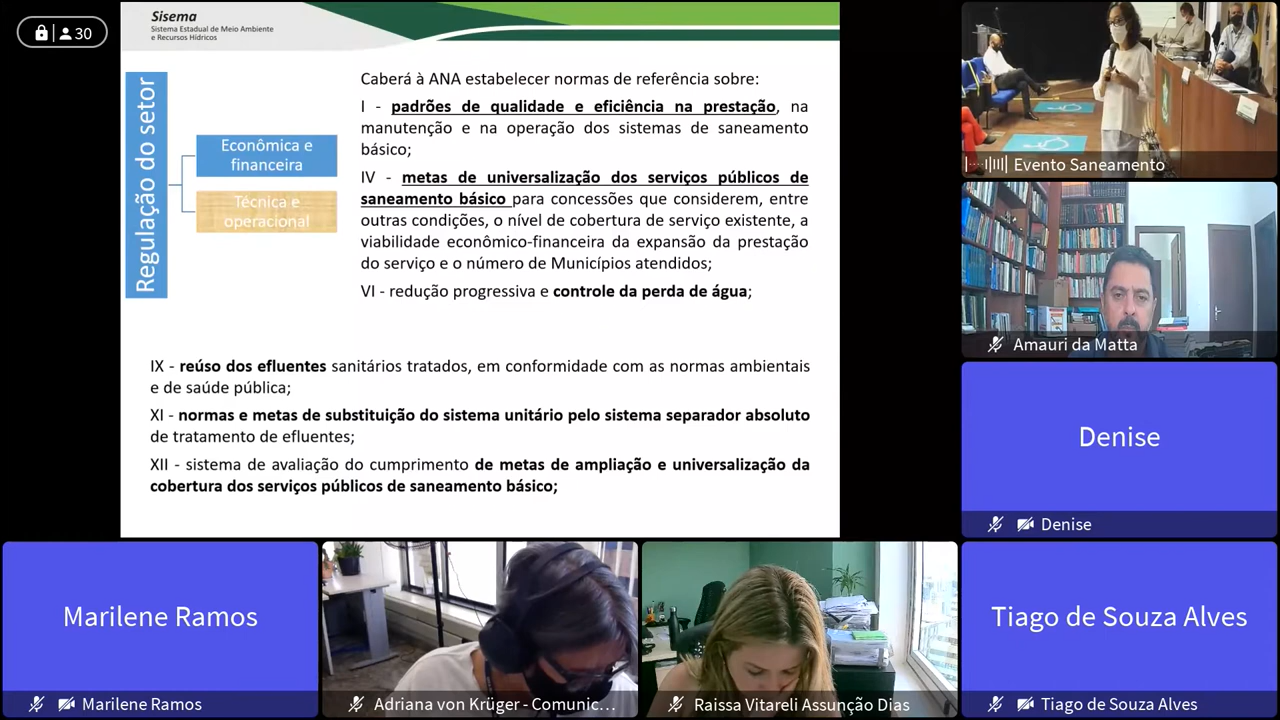 30
Sisema
Sistema Estadual de Meio Ambiente
e Recursos Hídricos
Regulação do setor
Econômica e
financeira
Técnica e
operacional
Caberá à ANA estabelecer normas de referência sobre:
I - padrões de qualidade e eficiência na prestação, na
manutenção e na operação dos sistemas de saneamento
básico;
IV - metas de universalização dos serviços públicos de
saneamento básico para concessões que considerem, entre
outras condições, o nível de cobertura de serviço existente, a
viabilidade econômico-financeira da expansão da prestação
do serviço e o número de Municípios atendidos;
VI - redução progressiva e controle da perda de água;
IX - reúso dos efluentes sanitários tratados, em conformidade com as normas ambientais
e de saúde pública;
XI - normas e metas de substituição do sistema unitário pelo sistema separador absoluto
de tratamento de efluentes;
XII - sistema de avaliação do cumprimento de metas de ampliação e universalização da
cobertura dos serviços públicos de saneamento básico;
Evento Saneamento
Amauri da Matta
Denise
Denise
Marilene Ramos
Marilene Ramos
Adriana von Krüger - Comunic...
Raissa Vitareli Assunção Dias
Tiago de Souza Alves
Tiago de Souza Alves